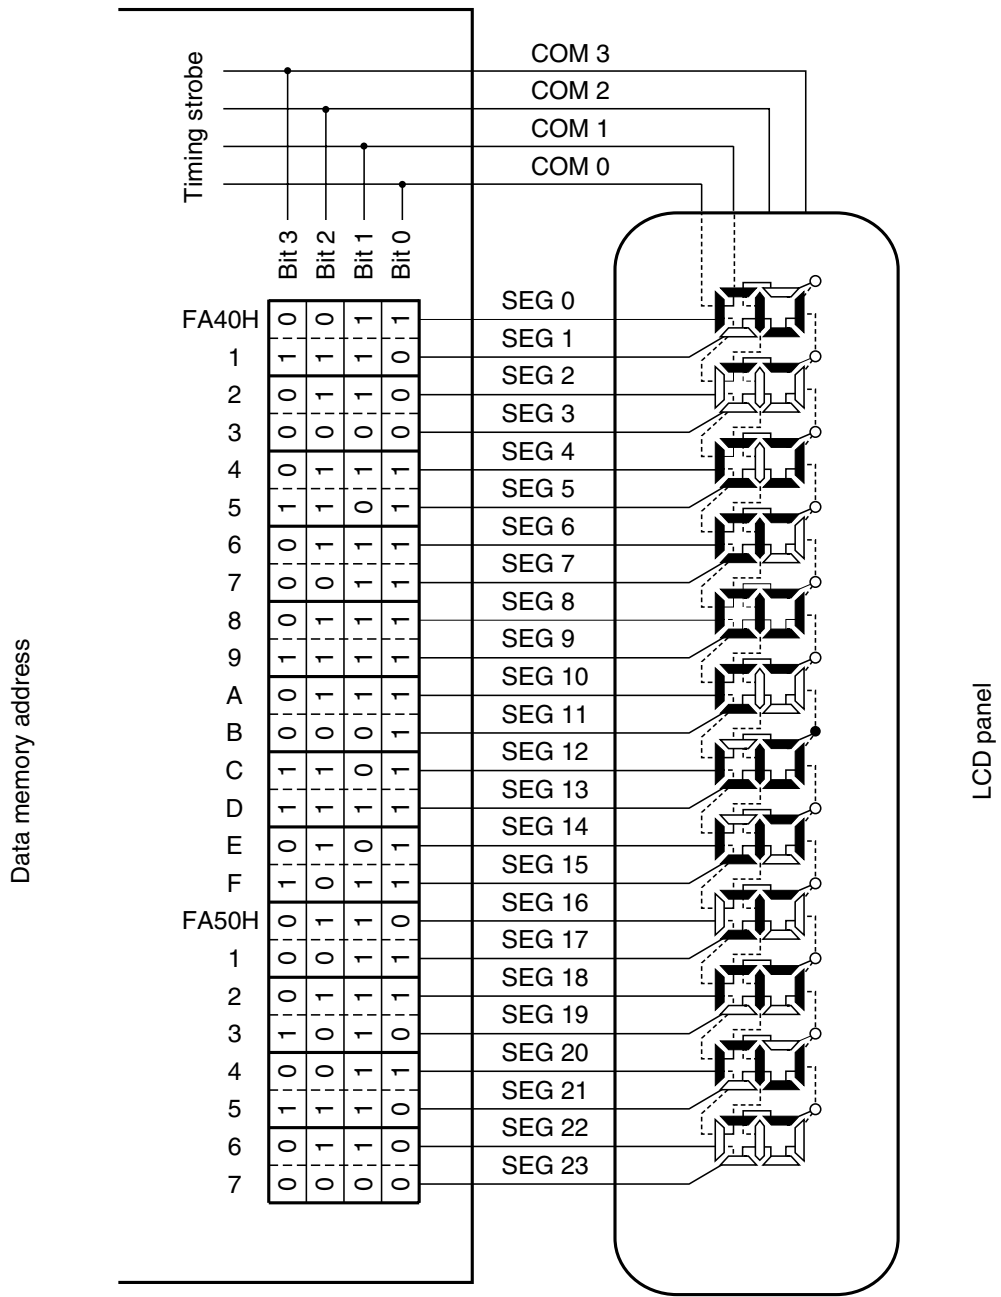 Timing strobe
COM 3
COM 2
COM 1
COM 0
Bit 3 Bit 2 Bit 1 Bit 0
FA40H 0 0 1 1 SEG 0
1 1 1 1 0 SEG 1
2 0 1 1 0 SEG 2
3 0 0 0 0 SEG 3
4 0 1 1 1 SEG 4
5 1 1 0 1 SEG 5
6 0 1 1 1 SEG 6
7 0 0 1 1 SEG 7
8 0 1 1 1 SEG 8
9 1 1 1 1 SEG 9
A 0 1 1 1 SEG 10
B 0 0 0 1 SEG 11
C 1 1 0 1 SEG 12
D 1 1 1 1 SEG 13
E 0 1 0 1 SEG 14
F 1 0 1 1 SEG 15
FA50H 0 1 1 0 SEG 16
1 0 0 1 1 SEG 17
2 0 1 1 1 SEG 18
3 1 0 1 0 SEG 19
4 0 0 1 1 SEG 20
5 1 1 1 0 SEG 21
6 0 1 1 0 SEG 22
7 0 0 0 0 SEG 23
Data memory address
LCD panel